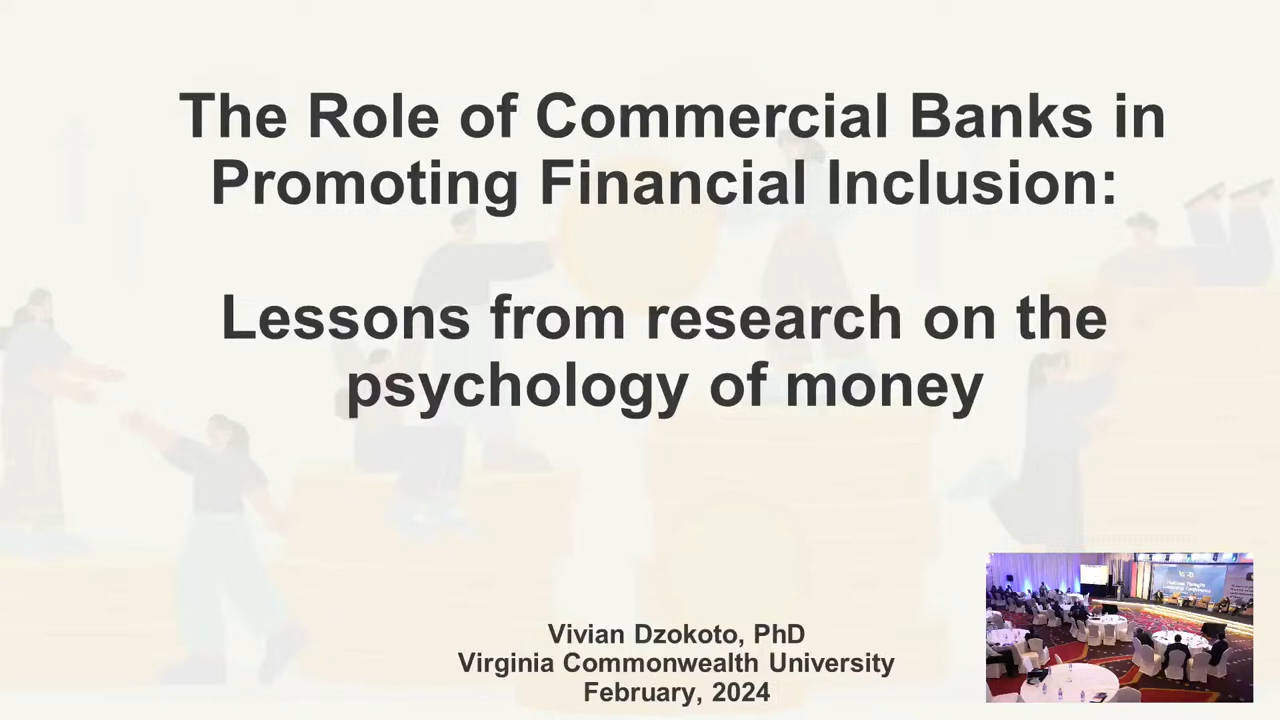 The Role of Commercial Banks in
Promoting Financial Inclusion:
Lessons from research on the
psychology of money
Vivian Dzokoto, PhD
Virginia Commonwealth University
February, 2024